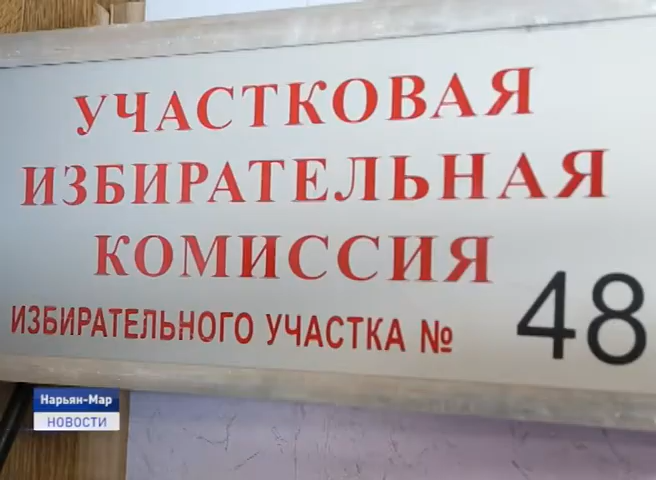 УЧАСТКОВАЯ
ИЗБИРАТЕЛЬНАЯ
КОМИССИЯ
ИЗБИРАТЕЛЬНОГО УЧАСТКА № 48
Нарьян-Мар
НОВОСТИ